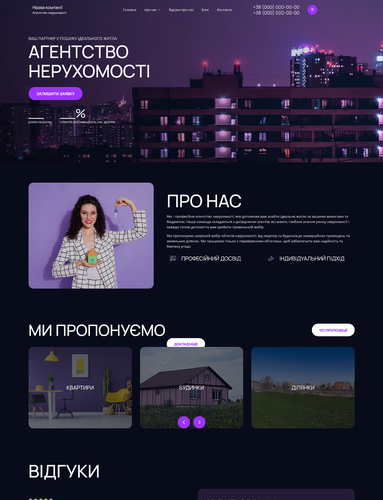 Назва компанії
Агентство нерухомості
Головна
про нас
Відгуки про нас
Блог
Контакти
+38 (000) 000-00-00
+38 (000) 000-00-00
ВАШ ПАРТНЕР У ПОШУКУ ІДЕАЛЬНОГО ЖИТЛА
АГЕНТСТВО
НЕРУХОМОСТІ
ЗАЛИШИТИ ЗАЯВКУ
%
ПРО НАС
Ми - професійне агентство нерухомості, яке допоможе вам знайти ідеальне житло за вашими вимогами та
бюджетом. Наша команда складається з досвідчених агентів, які мають глибоке знання ринку нерухомості і
завжди готові допомогти вам зробити правильний вибір.
Ми пропонуємо широкий вибір об'єктів нерухомості: від квартир та будинків до комерційних приміщень та
земельних ділянок. Ми працюємо тільки з перевіреними об'єктами, щоб забезпечити вам надійність та
безпеку угоди.
ПРОФЕСІЙНИЙ ДОСВІД
ІНДИВІДУАЛЬНИЙ ПІДХІД
МИ ПРОПОНУЄМО
УСІ ПРОПОЗИЦІЇ
ДОКЛАДНІШЕ
КВАРТИРИ
БУДИНКИ
ДІЛЯНКИ
ВІДГУКИ